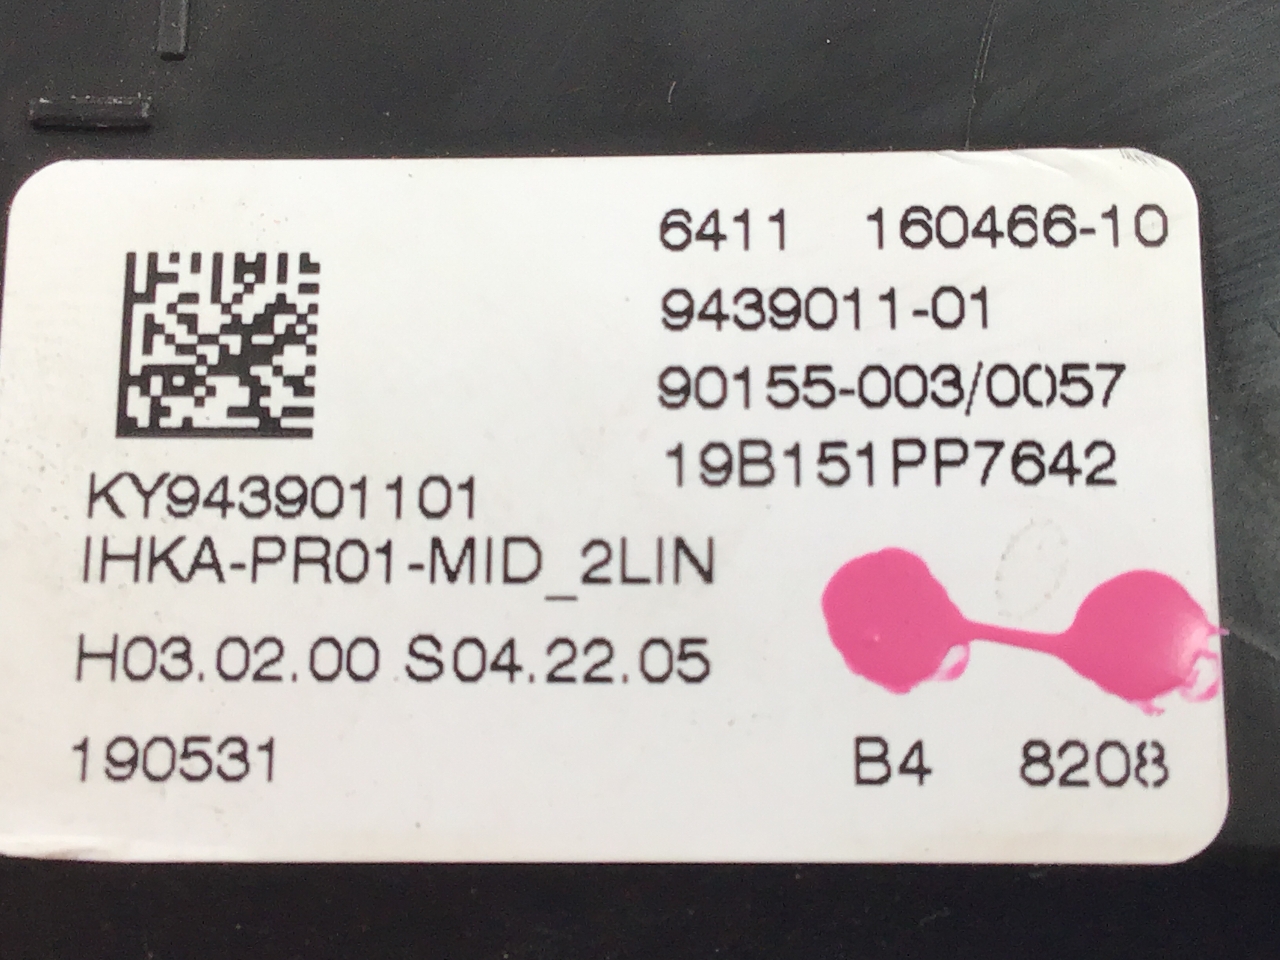 6411 160466-10
9439011-01
90155-003/0057
19B151PP7642
KY943901101
IHKA-PR01-MID_2LIN
H03.02.00 S04.22.05
190531
B4 8208